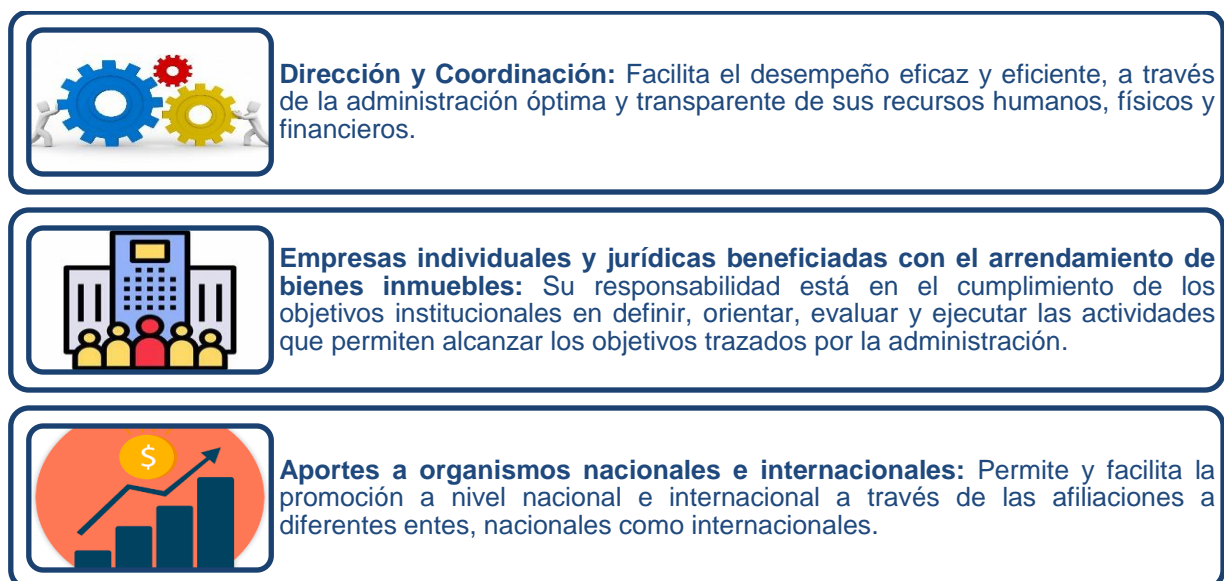 Dirección y Coordinación: Facilita el desempeño eficaz y eficiente, a través
de la administración óptima y transparente de sus recursos humanos, físicos y
financieros.
Empresas individuales y jurídicas beneficiadas con el arrendamiento de
bienes inmuebles: Su responsabilidad está en el cumplimiento de los
objetivos institucionales en definir, orientar, evaluar y ejecutar las actividades
que permiten alcanzar los objetivos trazados por la administración.
$
Aportes a organismos nacionales e internacionales: Permite y facilita la
promoción a nivel nacional e internacional a través de las afiliaciones a
diferentes entes, nacionales como internacionales.